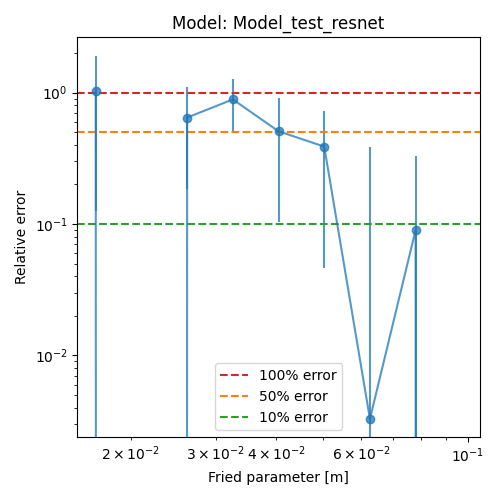 Model: Model_test_resnet
Relative error
10⁰
10⁻¹
10⁻²
100% error
50% error
10% error
2 × 10⁻²
3 × 10⁻²
4 × 10⁻²
6 × 10⁻²
10⁻¹
Fried parameter [m]